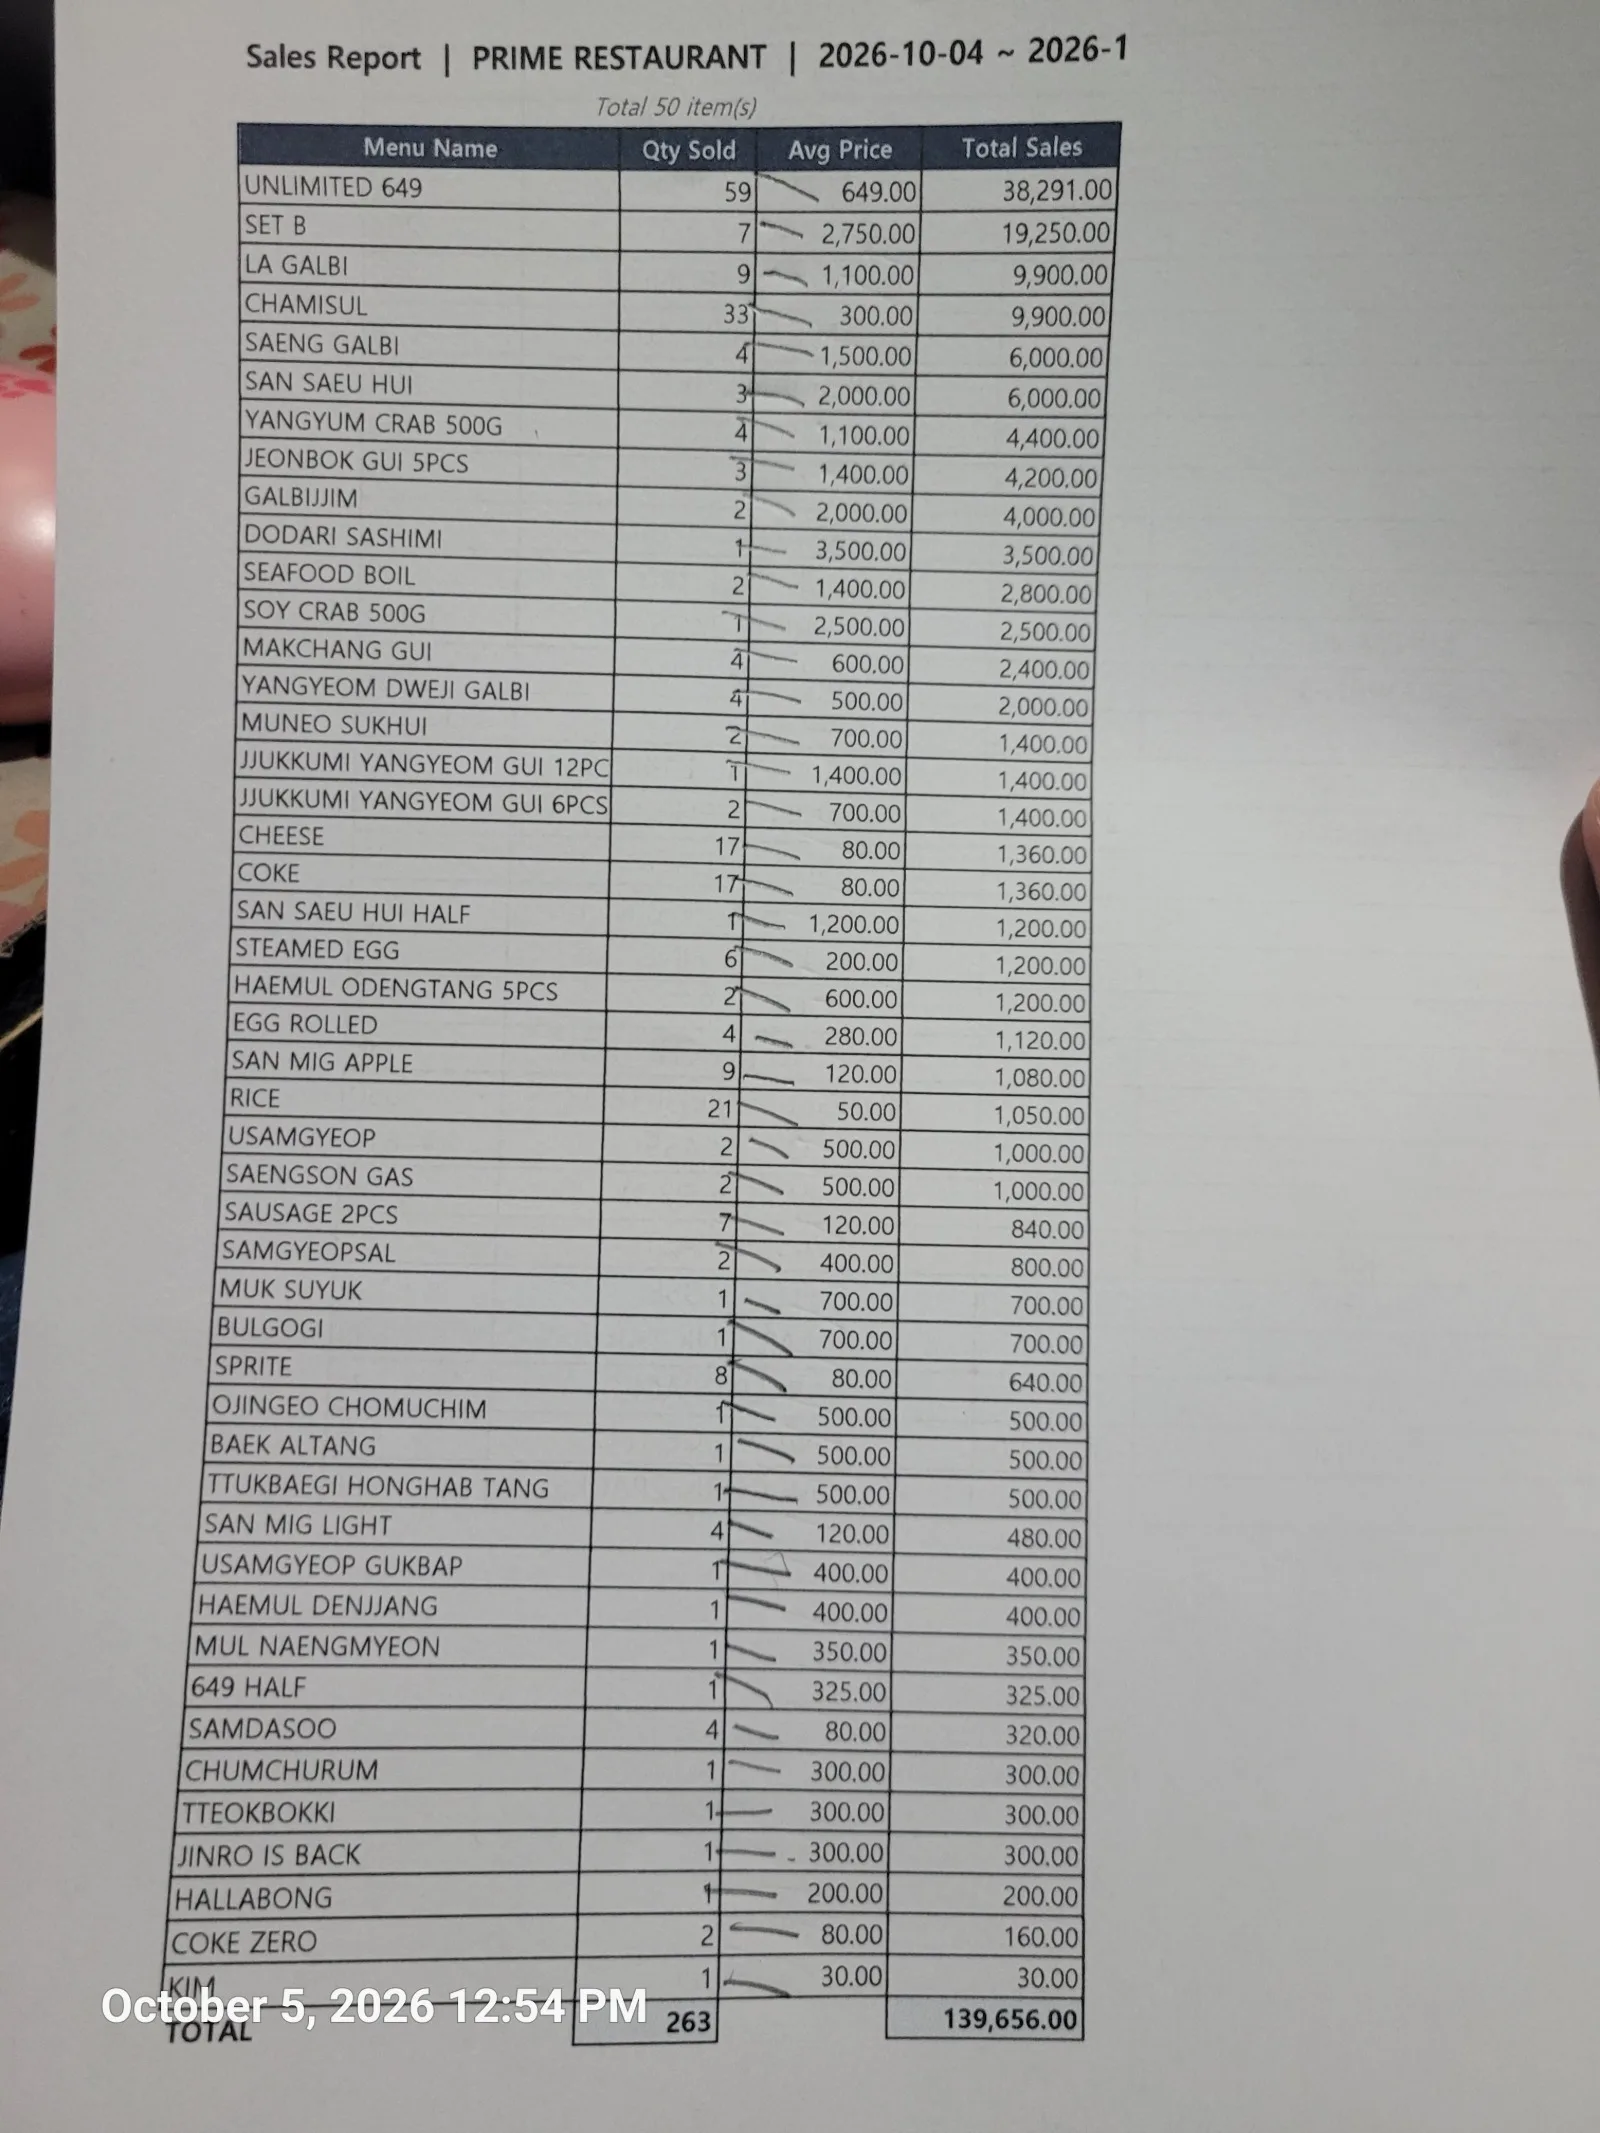 Sales Report | PRIME RESTAURANT | 2026-10-04 ~ 2026-1
Total 50 item(s)
Menu Name Qty Sold Avg Price Total Sales
UNLIMITED 649 59 649.00 38,291.00
SET B 7 2,750.00 19,250.00
LA GALBI 9 1,100.00 9,900.00
CHAMISUL 33 300.00 9,900.00
SAENG GALBI 4 1,500.00 6,000.00
SAN SAEU HUI 3 2,000.00 6,000.00
YANGYUM CRAB 500G 4 1,100.00 4,400.00
JEONBOK GUI 5PCS 3 1,400.00 4,200.00
GALBIJJIM 2 2,000.00 4,000.00
DODARI SASHIMI 1 3,500.00 3,500.00
SEAFOOD BOIL 2 1,400.00 2,800.00
SOY CRAB 500G 1 2,500.00 2,500.00
MAKCHANG GUI 4 600.00 2,400.00
YANGYEOM DWEJI GALBI 4 500.00 2,000.00
MUNEO SUKHUI 2 700.00 1,400.00
JJUKKUMI YANGYEOM GUI 12PC 1 1,400.00 1,400.00
JJUKKUMI YANGYEOM GUI 6PCS 2 700.00 1,400.00
CHEESE 17 80.00 1,360.00
COKE 17 80.00 1,360.00
SAN SAEU HUI HALF 1 1,200.00 1,200.00
STEAMED EGG 6 200.00 1,200.00
HAEMUL ODENGTANG 5PCS 2 600.00 1,200.00
EGG ROLLED 4 280.00 1,120.00
SAN MIG APPLE 9 120.00 1,080.00
RICE 21 50.00 1,050.00
USAMGYEOP 2 500.00 1,000.00
SAENGSON GAS 2 500.00 1,000.00
SAUSAGE 2PCS 7 120.00 840.00
SAMGYEOPSAL 2 400.00 800.00
MUK SUYUK 1 700.00 700.00
BULGOGI 1 700.00 700.00
SPRITE 8 80.00 640.00
OJINGEO CHOMUCHIM 1 500.00 500.00
BAEK ALTANG 1 500.00 500.00
TTUKBAEGI HONGHAB TANG 1 500.00 500.00
SAN MIG LIGHT 4 120.00 480.00
USAMGYEOP GUKBAP 1 400.00 400.00
HAEMUL DENJJANG 1 400.00 400.00
MUL NAENGMYEON 1 350.00 350.00
649 HALF 1 325.00 325.00
SAMDASOO 4 80.00 320.00
CHUMCHURUM 1 300.00 300.00
TTEOKBOKKI 1 300.00 300.00
JINRO IS BACK 1 300.00 300.00
HALLABONG 1 200.00 200.00
COKE ZERO 2 80.00 160.00
KIM 1 30.00 30.00
October 5, 2026 12:54 PM
TOTAL 263 139,656.00